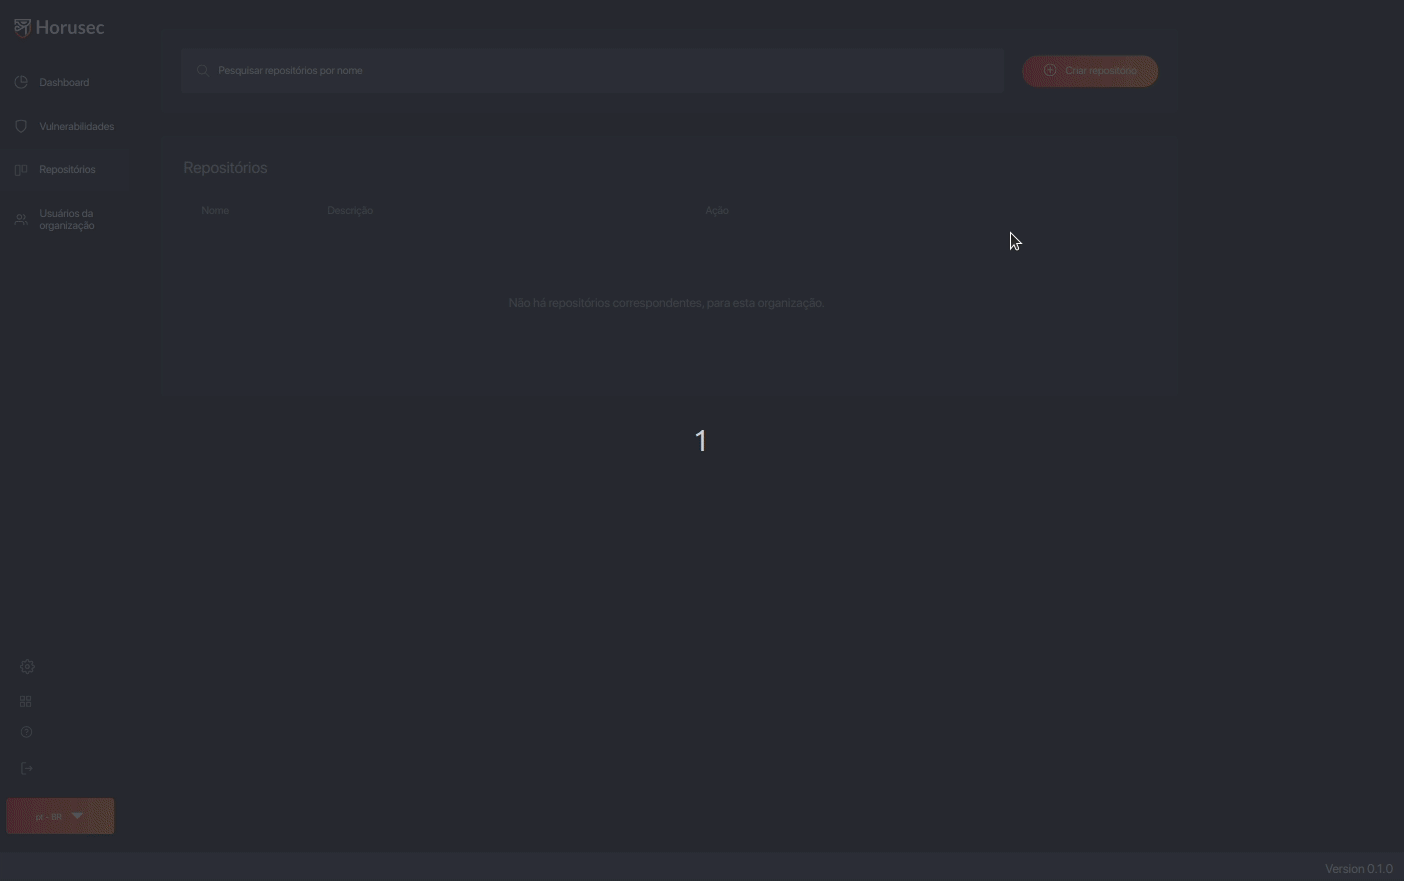 Horusec
Dashboard
Vulnerabilidades
Repositórios
Usuários da
organização
Pesquisar repositórios por nome
Criar repositório
Repositórios
Nome
Descrição
Ação
Não há repositórios correspondentes, para esta organização.
1
pt - BR
Version 0.1.0